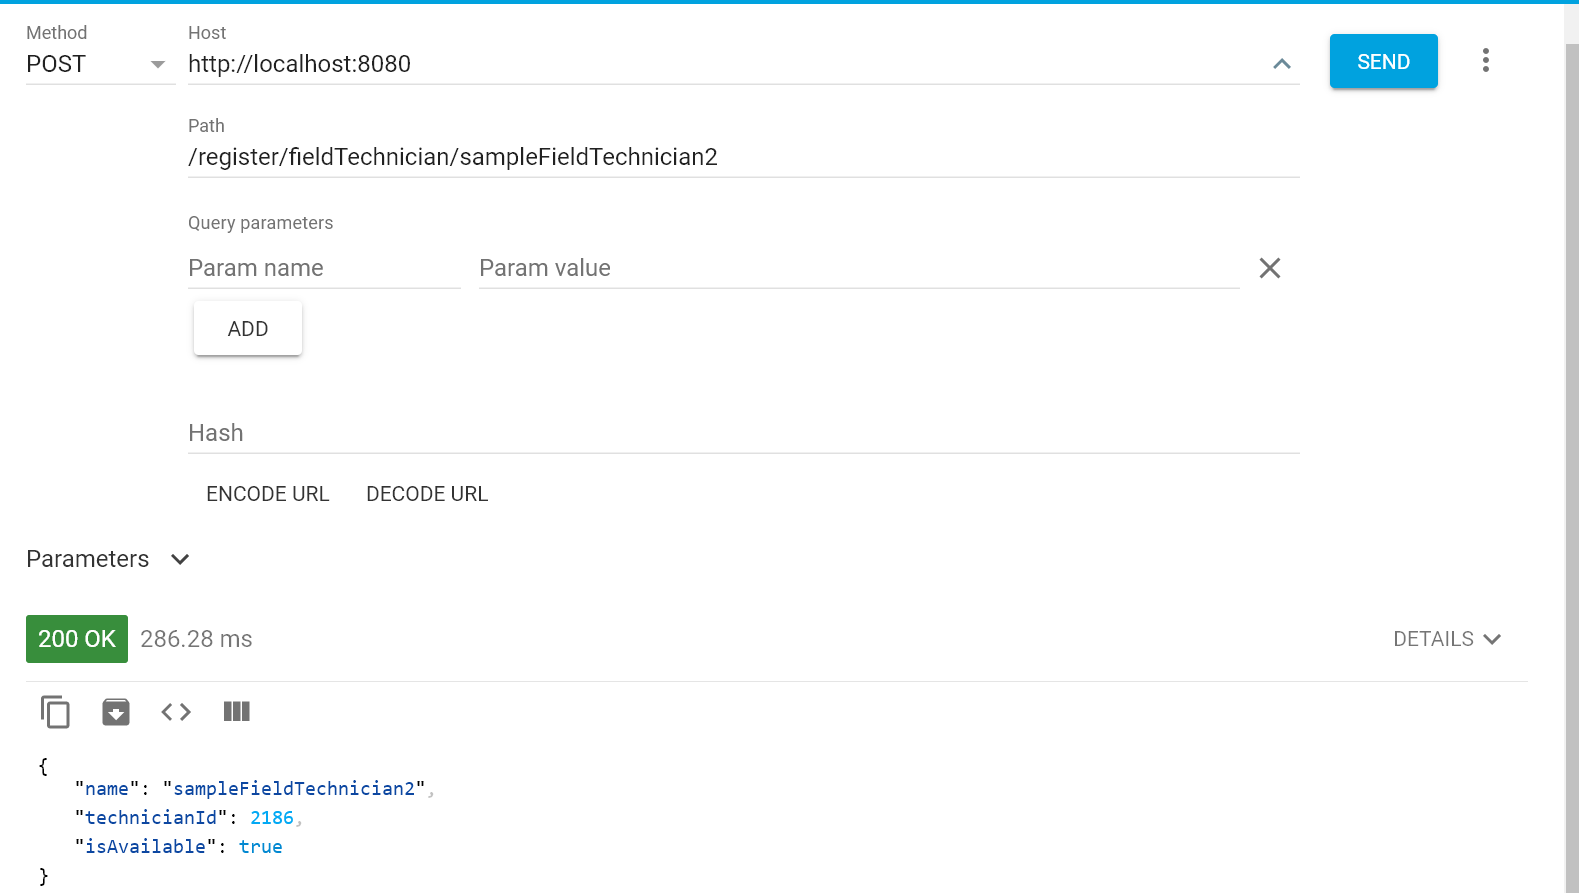 Method
Host
POST
http://localhost:8080
SEND
Path
/register/fieldTechnician/sampleFieldTechnician2
Query parameters
Param name
Param value
ADD
Hash
ENCODE URL
DECODE URL
Parameters
200 OK
286.28 ms
DETAILS
{
"name": "sampleFieldTechnician2",
"technicianId": 2186,
"isAvailable": true
}